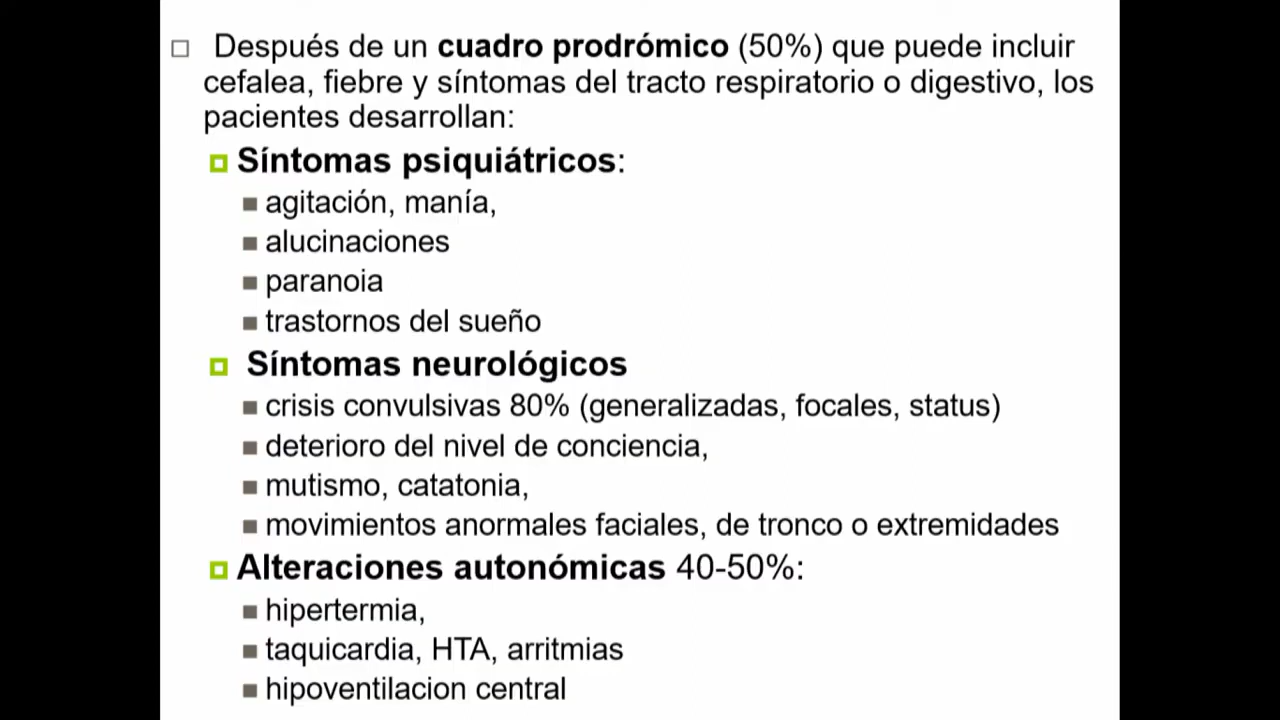 Después de un cuadro prodrómico (50%) que puede incluir
cefalea, fiebre y síntomas del tracto respiratorio o digestivo, los
pacientes desarrollan:
Síntomas psiquiátricos:
agitación, manía,
alucinaciones
paranoia
trastornos del sueño
Síntomas neurológicos
crisis convulsivas 80% (generalizadas, focales, status)
deterioro del nivel de conciencia,
mutismo, catatonia,
movimientos anormales faciales, de tronco o extremidades
Alteraciones autonómicas 40-50%:
hipertermia,
taquicardia, HTA, arritmias
hipoventilacion central